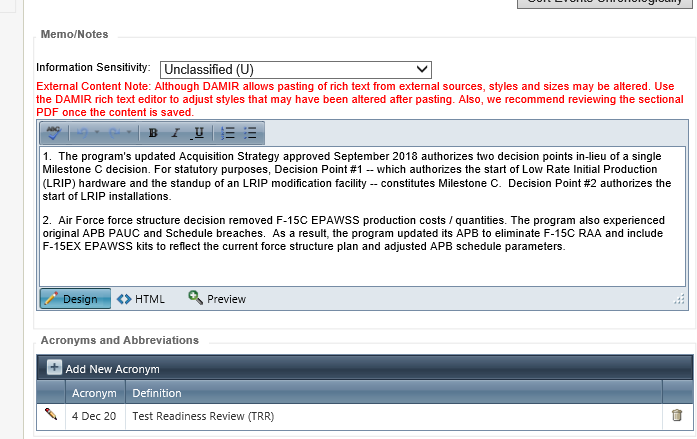 Sort Events Chronologically
Memo/Notes
Information Sensitivity: Unclassified (U)
External Content Note: Although DAMIR allows pasting of rich text from external sources, styles and sizes may be altered. Use
the DAMIR rich text editor to adjust styles that may have been altered after pasting. Also, we recommend reviewing the sectional
PDF once the content is saved.
ABC B I U
1. The program's updated Acquisition Strategy approved September 2018 authorizes two decision points in-lieu of a single
Milestone C decision. For statutory purposes, Decision Point #1 -- which authorizes the start of Low Rate Initial Production
(LRIP) hardware and the standup of an LRIP modification facility -- constitutes Milestone C. Decision Point #2 authorizes the
start of LRIP installations.
2. Air Force force structure decision removed F-15C EPAWSS production costs / quantities. The program also experienced
original APB PAUC and Schedule breaches. As a result, the program updated its APB to eliminate F-15C RAA and include
F-15EX EPAWSS kits to reflect the current force structure plan and adjusted APB schedule parameters.
Design HTML Preview
Acronyms and Abbreviations
Add New Acronym
Acronym Definition
4 Dec 20 Test Readiness Review (TRR)